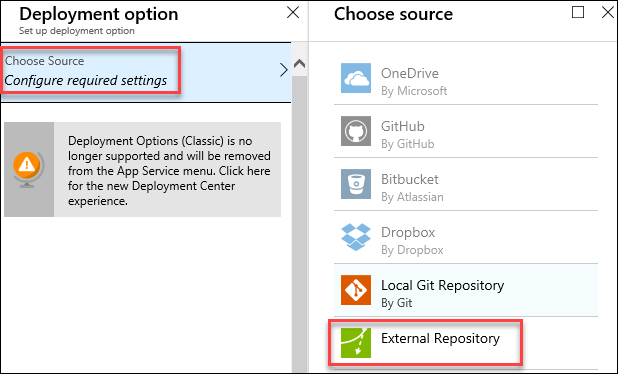 Deployment option
Set up deployment option
Choose Source
Configure required settings
Deployment Options (Classic) is no
longer supported and will be removed
from the App Service menu. Click here
for the new Deployment Center
experience.
Choose source
OneDrive
By Microsoft
GitHub
By GitHub
Bitbucket
By Atlassian
Dropbox
By Dropbox
Local Git Repository
By Git
External Repository